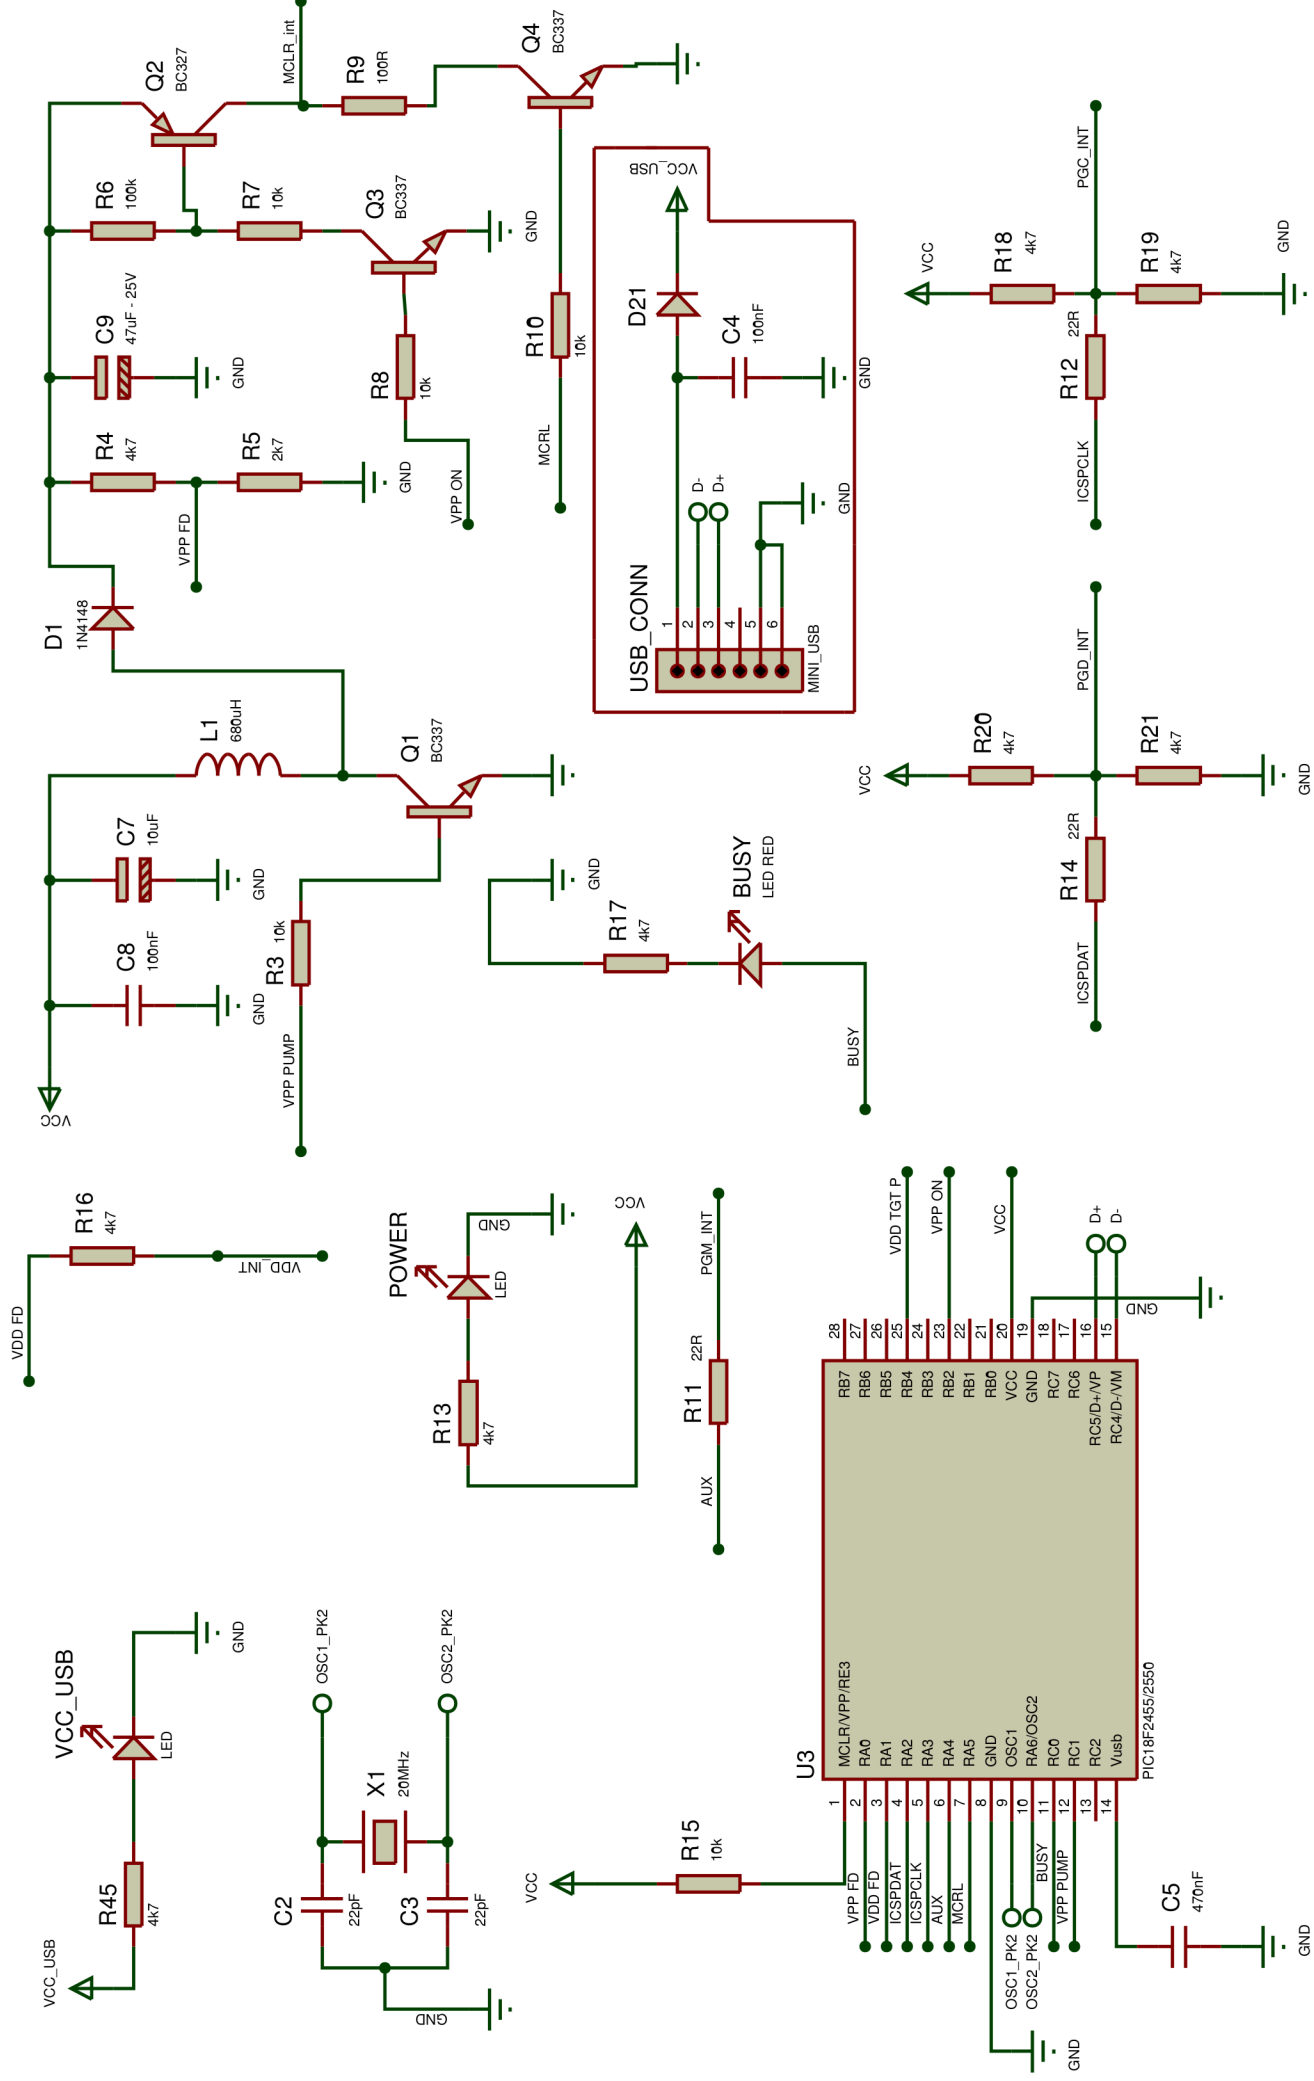 MCLR_int
Q2
BC327
R9
100R
Q4
BC337
R6
100k
R7
10k
Q3
BC337
GND
C9
47uF - 25V
GND
R8
10k
R10
10k
R4
4k7
R5
2k7
GND
VPP FD
VPP ON
MCRL
D1
1N4148
VCC_USB
D21
C4
100nF
GND
D-
D+
GND
USB_CONN
1
2
3
4
5
6
MINI_USB
PGC_INT
VCC
R18
4k7
R19
4k7
GND
22R
R12
ICSPCLK
PGD_INT
VCC
R20
4k7
R21
4k7
GND
22R
R14
ICSPDAT
L1
680uH
Q1
BC337
C7
10uF
GND
C8
100nF
GND
R3
10k
VCC
VPP PUMP
GND
R17
4k7
BUSY
LED RED
BUSY
R16
4k7
VDD FD
VDD_INT
POWER
LED
GND
VCC
R13
4k7
PGM_INT
22R
R11
AUX
VDD TGT P
VPP ON
VCC
D+
D-
GND
28
27
26
25
24
23
22
21
20
19
18
17
16
15
RB7
RB6
RB5
RB4
RB3
RB2
RB1
RB0
VCC
GND
RC7
RC6
RC5/D+/VP
RC4/D-/VM
U3
MCLR/VPP/RE3
RA0
RA1
RA2
RA3
RA4
RA5
GND
OSC1
RA6/OSC2
RC0
RC1
RC2
Vusb
PIC18F2455/2550
1
2
3
4
5
6
7
8
9
10
11
12
13
14
VCC
R15
10k
VPP FD
VDD FD
ICSPDAT
ICSPCLK
AUX
MCRL
OSC1_PK2
OSC2_PK2
BUSY
VPP PUMP
GND
C5
470nF
GND
VCC_USB
LED
GND
R45
4k7
VCC_USB
OSC1_PK2
OSC2_PK2
X1
20MHz
C2
22pF
C3
22pF
GND